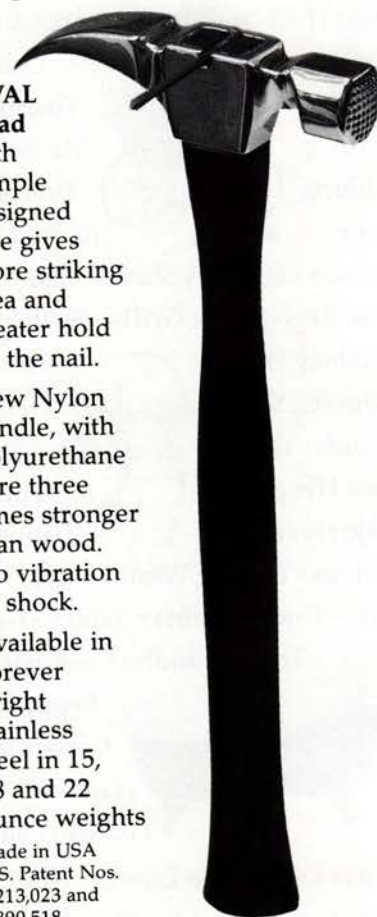 VAL
ad
th
mple
signed
e gives
ore striking
ea and
eater hold
the nail.
ew Nylon
ndle, with
olyurethane
re three
nes stronger
an wood.
o vibration
shock.
vailable in
orever
right
ainless
eel in 15,
8 and 22
unce weights
ade in USA
S. Patent Nos.
213,023 and